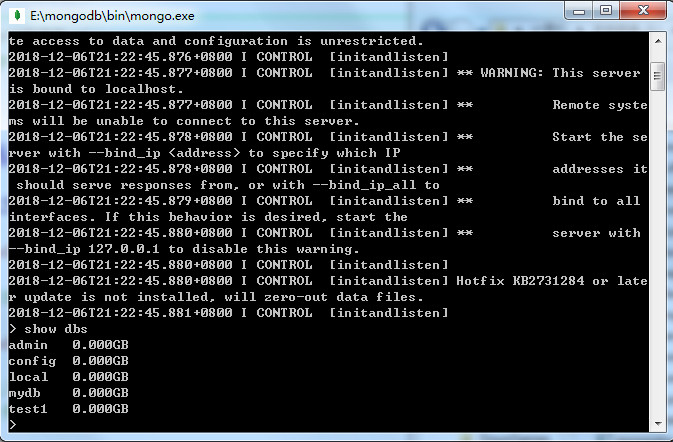 E:\mongodb\bin\mongo.exe
te access to data and configuration is unrestricted.
2018-12-06T21:22:45.876+0800 I CONTROL  [initandlisten]
2018-12-06T21:22:45.877+0800 I CONTROL  [initandlisten] ** WARNING: This server
is bound to localhost.
2018-12-06T21:22:45.877+0800 I CONTROL  [initandlisten] **          Remote syste
ms will be unable to connect to this server.
2018-12-06T21:22:45.878+0800 I CONTROL  [initandlisten] **          Start the se
rver with --bind_ip <address> to specify which IP
2018-12-06T21:22:45.878+0800 I CONTROL  [initandlisten] **          addresses it
 should serve responses from, or with --bind_ip_all to
2018-12-06T21:22:45.879+0800 I CONTROL  [initandlisten] **          bind to all
interfaces. If this behavior is desired, start the
2018-12-06T21:22:45.880+0800 I CONTROL  [initandlisten] **          server with
--bind_ip 127.0.0.1 to disable this warning.
2018-12-06T21:22:45.880+0800 I CONTROL  [initandlisten]
2018-12-06T21:22:45.880+0800 I CONTROL  [initandlisten] Hotfix KB2731284 or late
r update is not installed, will zero-out data files.
2018-12-06T21:22:45.881+0800 I CONTROL  [initandlisten]
> show dbs
admin   0.000GB
config  0.000GB
local   0.000GB
mydb    0.000GB
test1   0.000GB
>